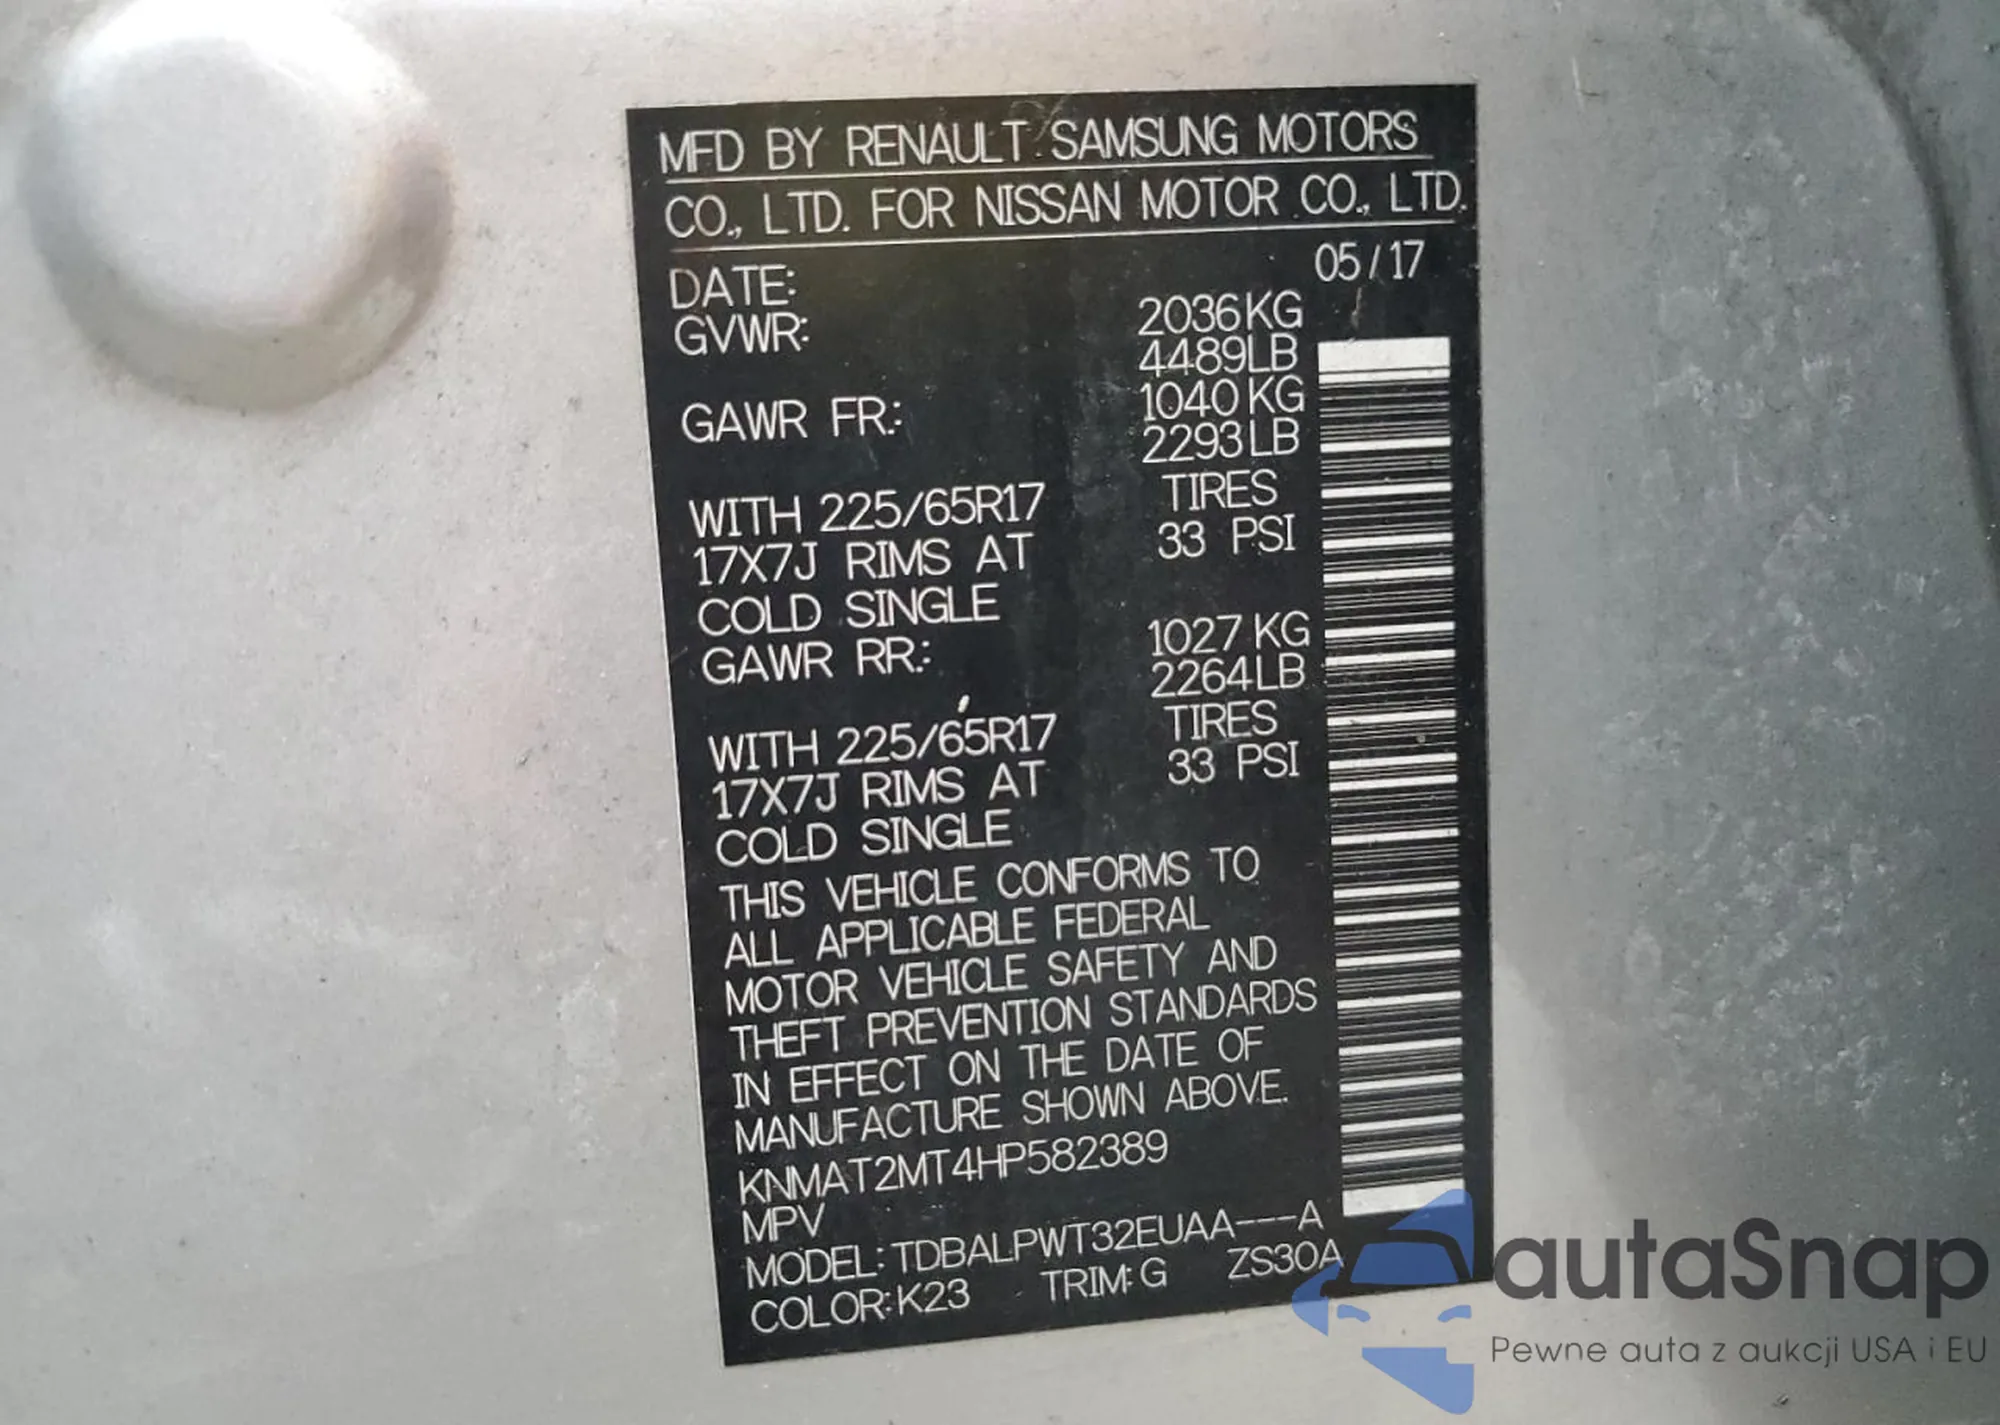 MFD BY RENAULT SAMSUNG MOTORS
CO., LTD. FOR NISSAN MOTOR CO., LTD.
DATE: 05/17
GVWR: 2036KG
4489LB
GAWR FR.: 1040KG
2293LB
WITH 225/65R17 TIRES
17X7J RIMS AT 33 PSI
COLD SINGLE
GAWR RR.: 1027KG
2264LB
WITH 225/65R17 TIRES
17X7J RIMS AT 33 PSI
COLD SINGLE
THIS VEHICLE CONFORMS TO
ALL APPLICABLE FEDERAL
MOTOR VEHICLE SAFETY AND
THEFT PREVENTION STANDARDS
IN EFFECT ON THE DATE OF
MANUFACTURE SHOWN ABOVE.
KNMAT2MT4HP582389
MPV
MODEL: TDBALPWT32EUAA---A
COLOR: K23 TRIM: G ZS30A
autaSnap
Pewne auta z aukcji USA i EU